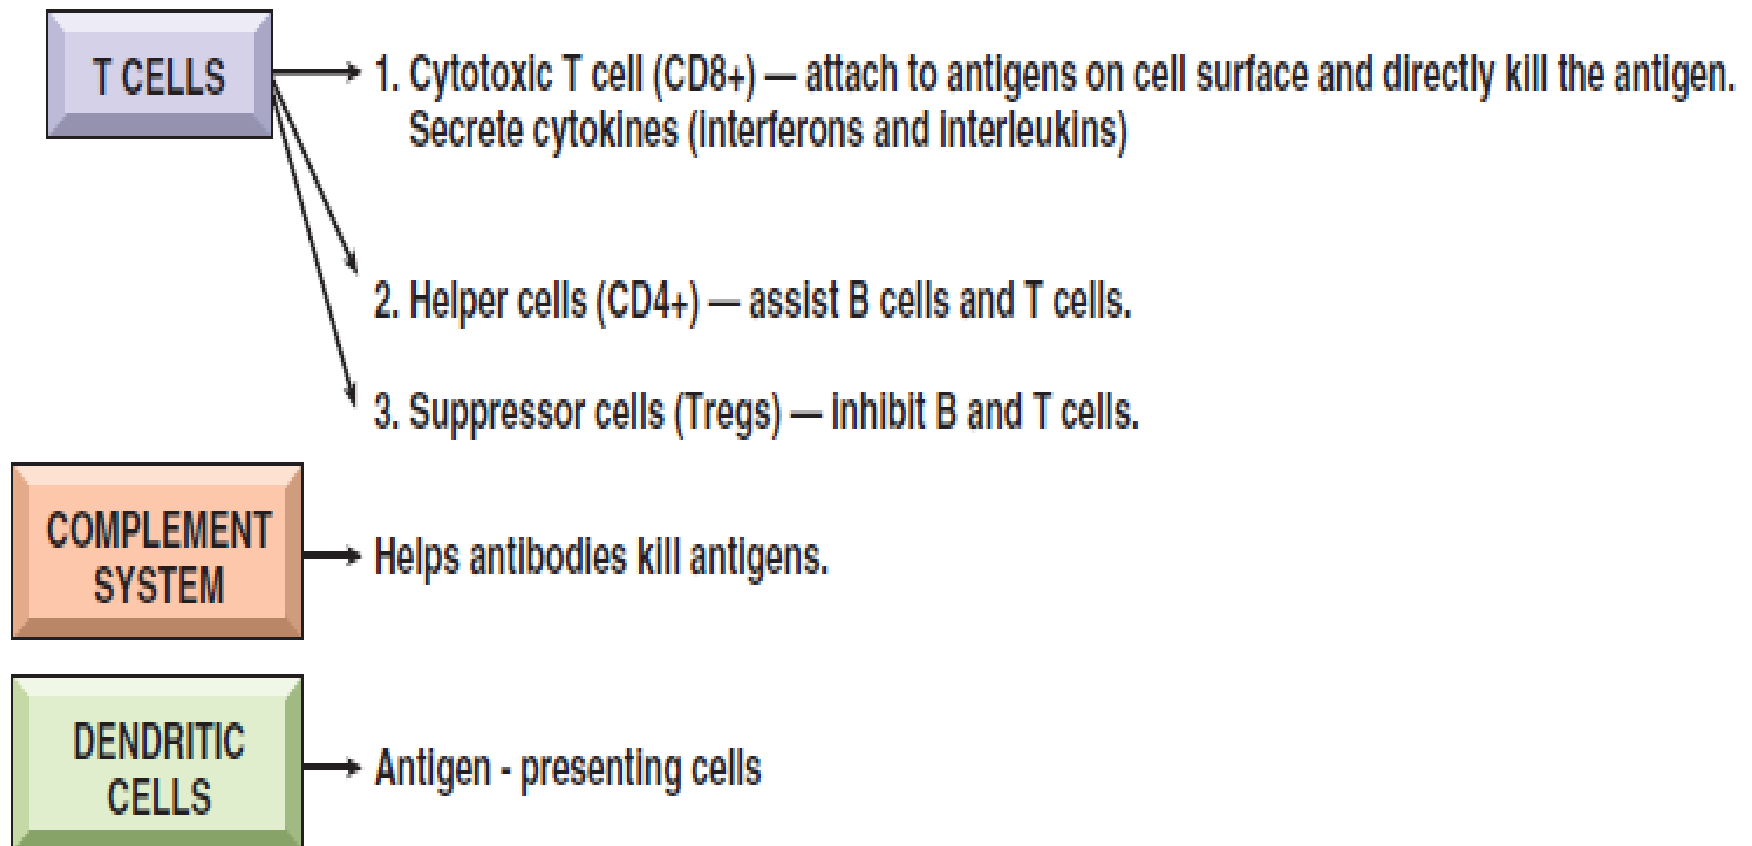 T CELLS
1. Cytotoxic T cell (CD8+) — attach to antigens on cell surface and directly kill the antigen.
Secrete cytokines (interferons and interleukins)
2. Helper cells (CD4+) — assist B cells and T cells.
3. Suppressor cells (Tregs) — inhibit B and T cells.
COMPLEMENT
SYSTEM
Helps antibodies kill antigens.
DENDRITIC
CELLS
Antigen - presenting cells